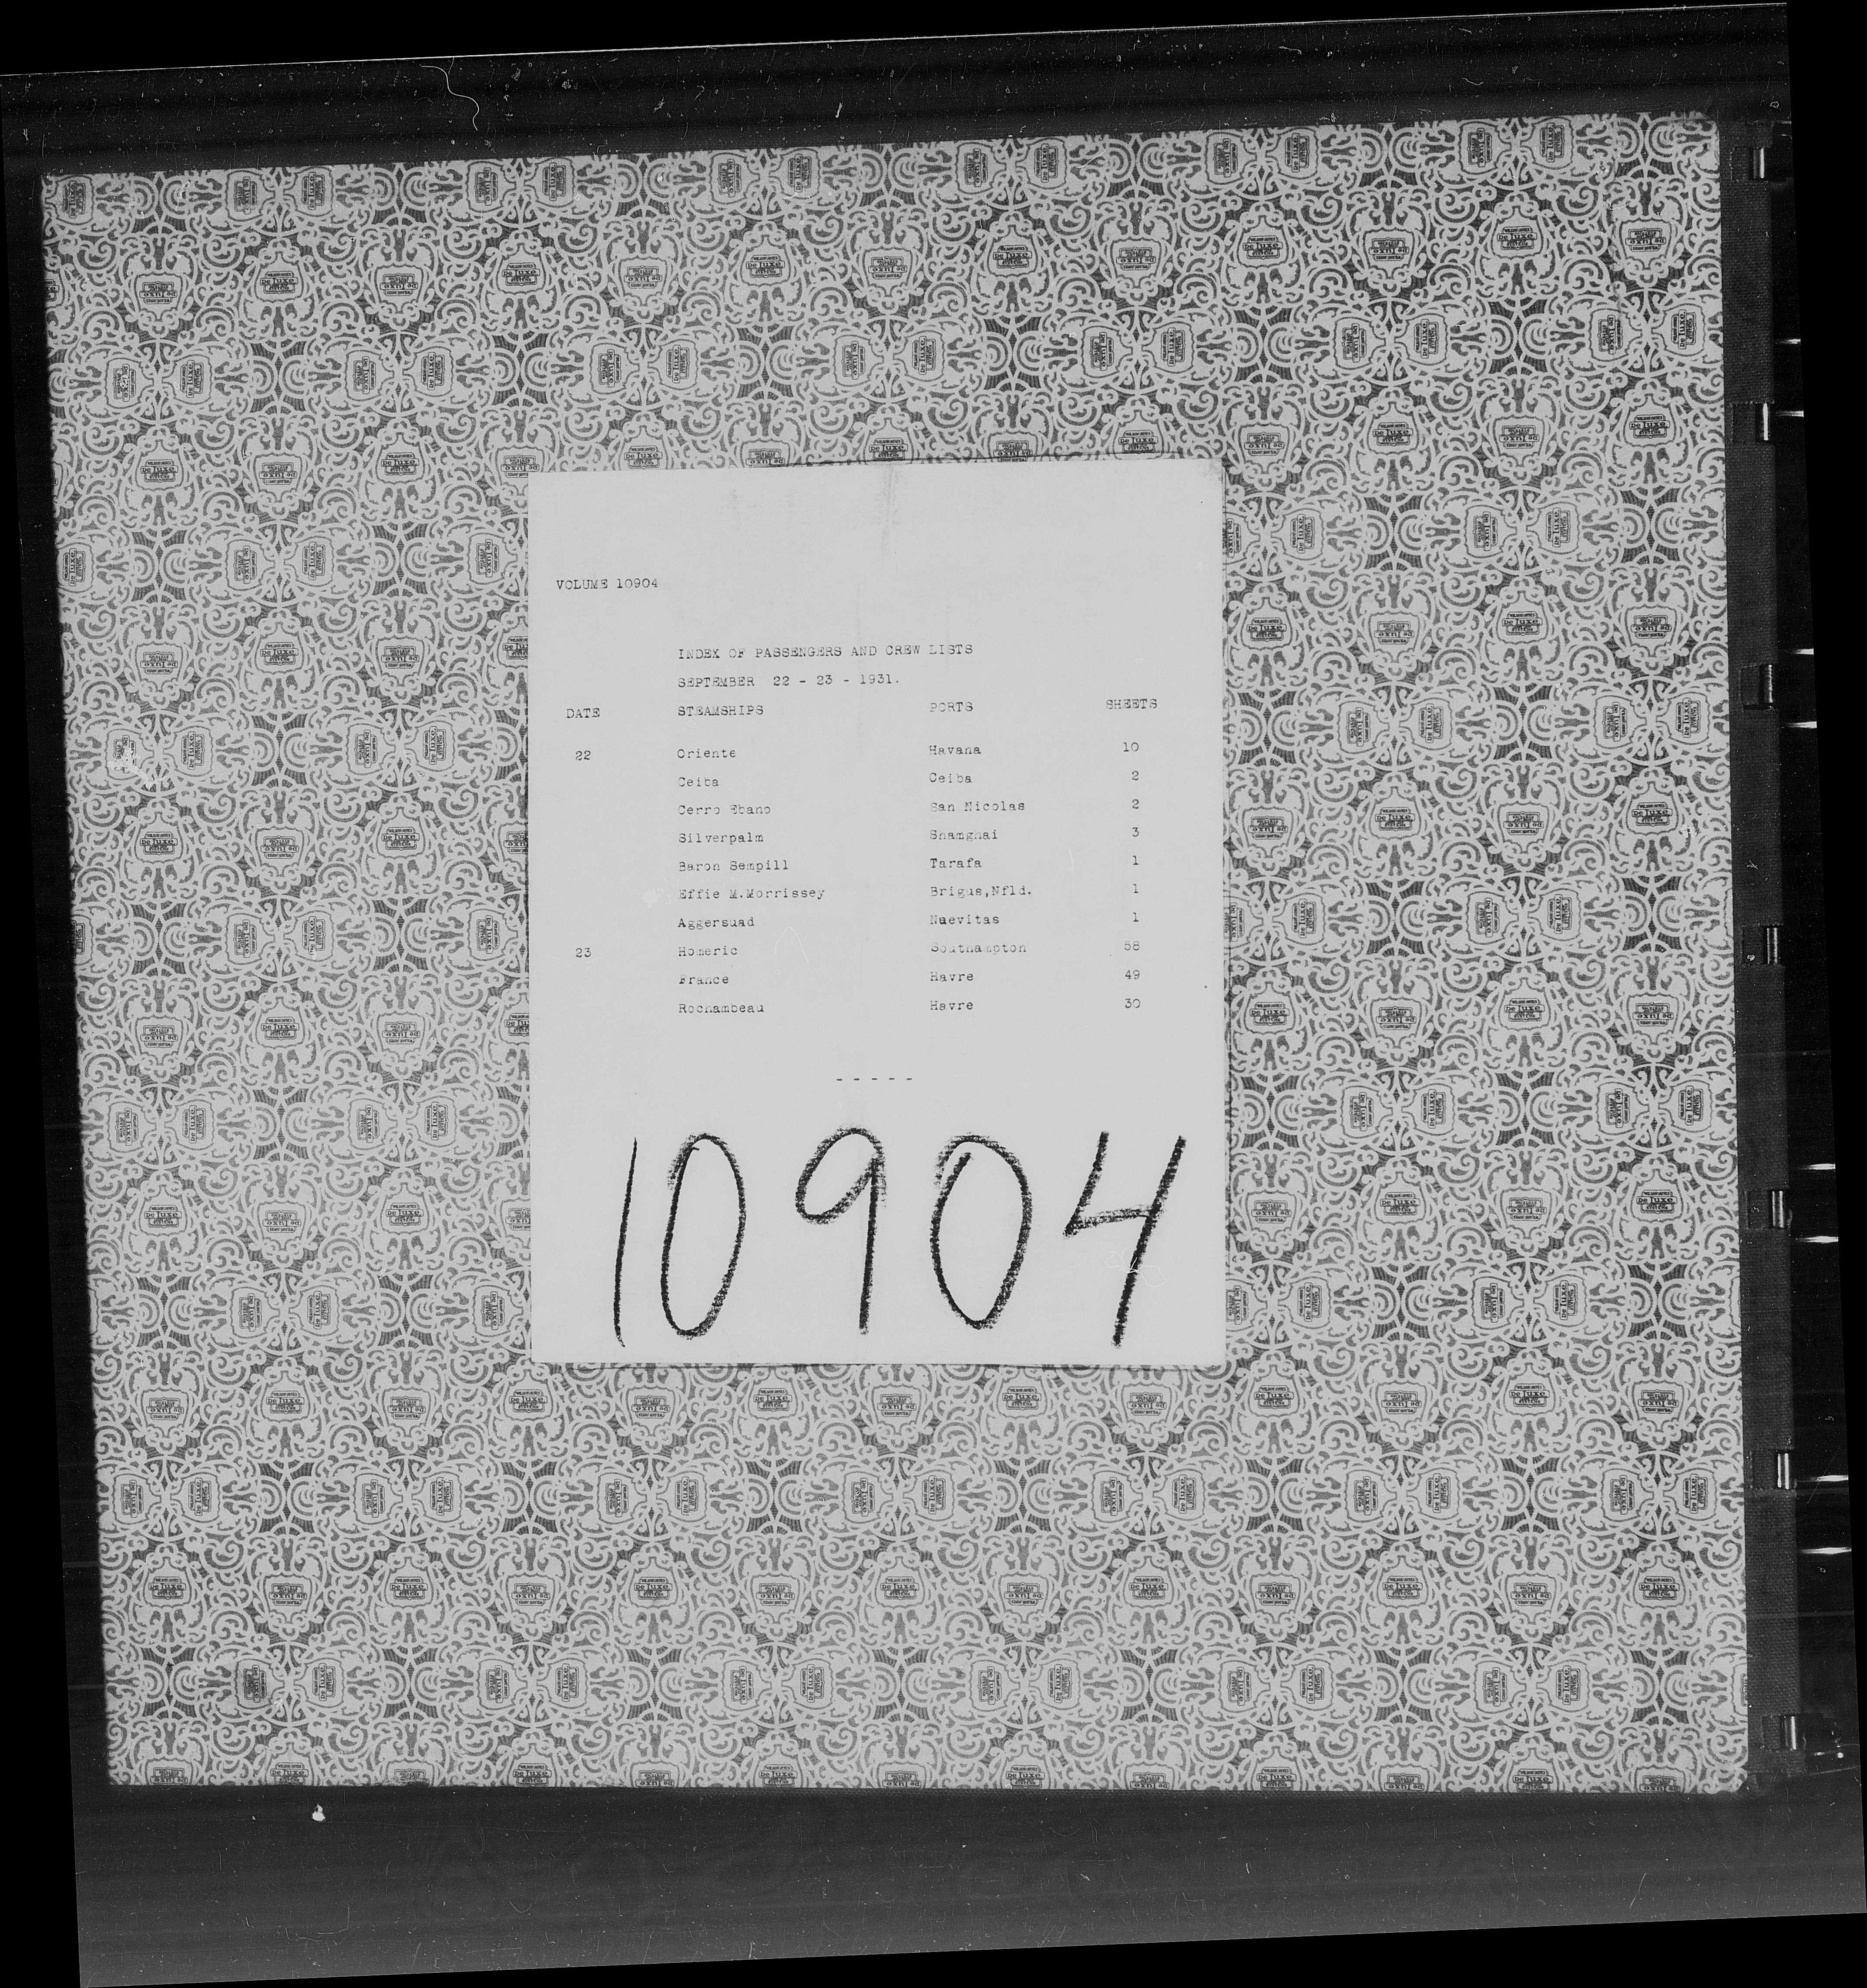 VOLUME 10904
INDEX OF PASSENGERS AND CREW LISTS
SEPTEMBER 22 - 23 - 1931.
DATE STEAMSHIPS PORTS SHEETS
22 Oriente Havana 10
Ceiba Ceiba 2
Cerro Ebano San Nicolas 2
Silverpalm Shamghai 3
Baron Sempill Tarafa 1
Effie M.Morrissey Brigus,Nfld. 1
Aggersuad Nuevitas 1
23 Homeric Southampton 58
France Havre 49
Rochambeau Havre 30
- - - - -
10904